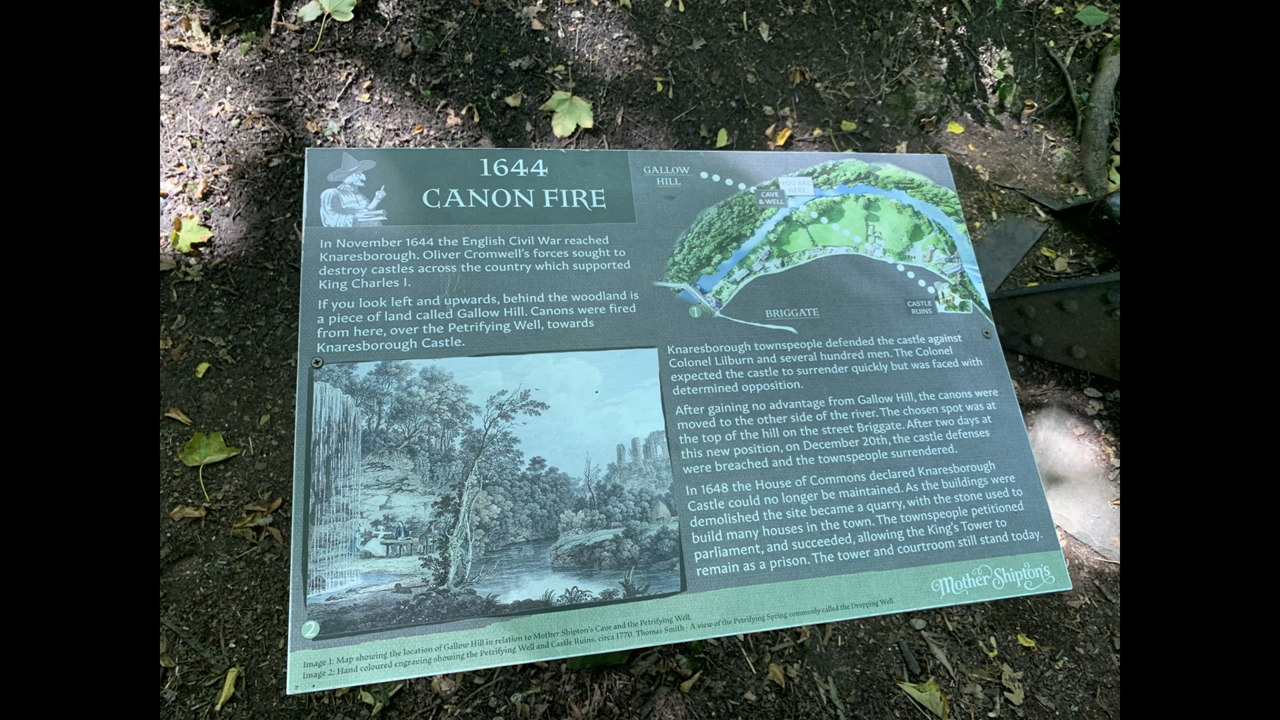 1644
CANON FIRE
In November 1644 the English Civil War reached
Knaresborough. Oliver Cromwell's forces sought to
destroy castles across the country which supported
King Charles I.
If you look left and upwards, behind the woodland is
a piece of land called Gallow Hill. Canons were fired
from here, over the Petrifying Well, towards
Knaresborough Castle.
GALLOW
HILL
YOU ARE
HERE
CAVE
& WELL
CASTLE
RUINS
1
BRIGGATE
Knaresborough townspeople defended the castle against
Colonel Lilburn and several hundred men. The Colonel
expected the castle to surrender quickly but was faced with
determined opposition.
After gaining no advantage from Gallow Hill, the canons were
moved to the other side of the river. The chosen spot was at
the top of the hill on the street Briggate. After two days at
this new position, on December 20th, the castle defenses
were breached and the townspeople surrendered.
In 1648 the House of Commons declared Knaresborough
Castle could no longer be maintained. As the buildings were
demolished the site became a quarry, with the stone used to
build many houses in the town. The townspeople petitioned
parliament, and succeeded, allowing the King's Tower to
remain as a prison. The tower and courtroom still stand today.
2
Mother Shipton's
Image 1: Map showing the location of Gallow Hill in relation to Mother Shipton's Cave and the Petrifying Well.
Image 2: Hand coloured engraving showing the Petrifying Well and Castle Ruins, circa 1770. Thomas Smith - A view of the Petrifying Spring commonly called the Dropping Well.